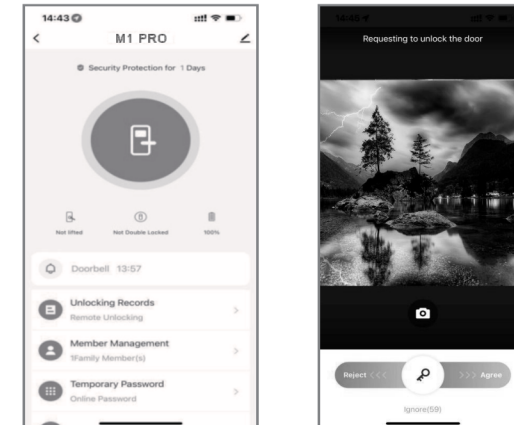 14:43
M1 PRO
Security Protection for 1 Days
Not lifted
Not Double Locked
100%
Doorbell 13:57
Unlocking Records
Remote Unlocking
Member Management
1Family Member(s)
Temporary Password
Online Password
Requesting to unlock the door
Reject <<<
>>> Agree
Ignore(59)